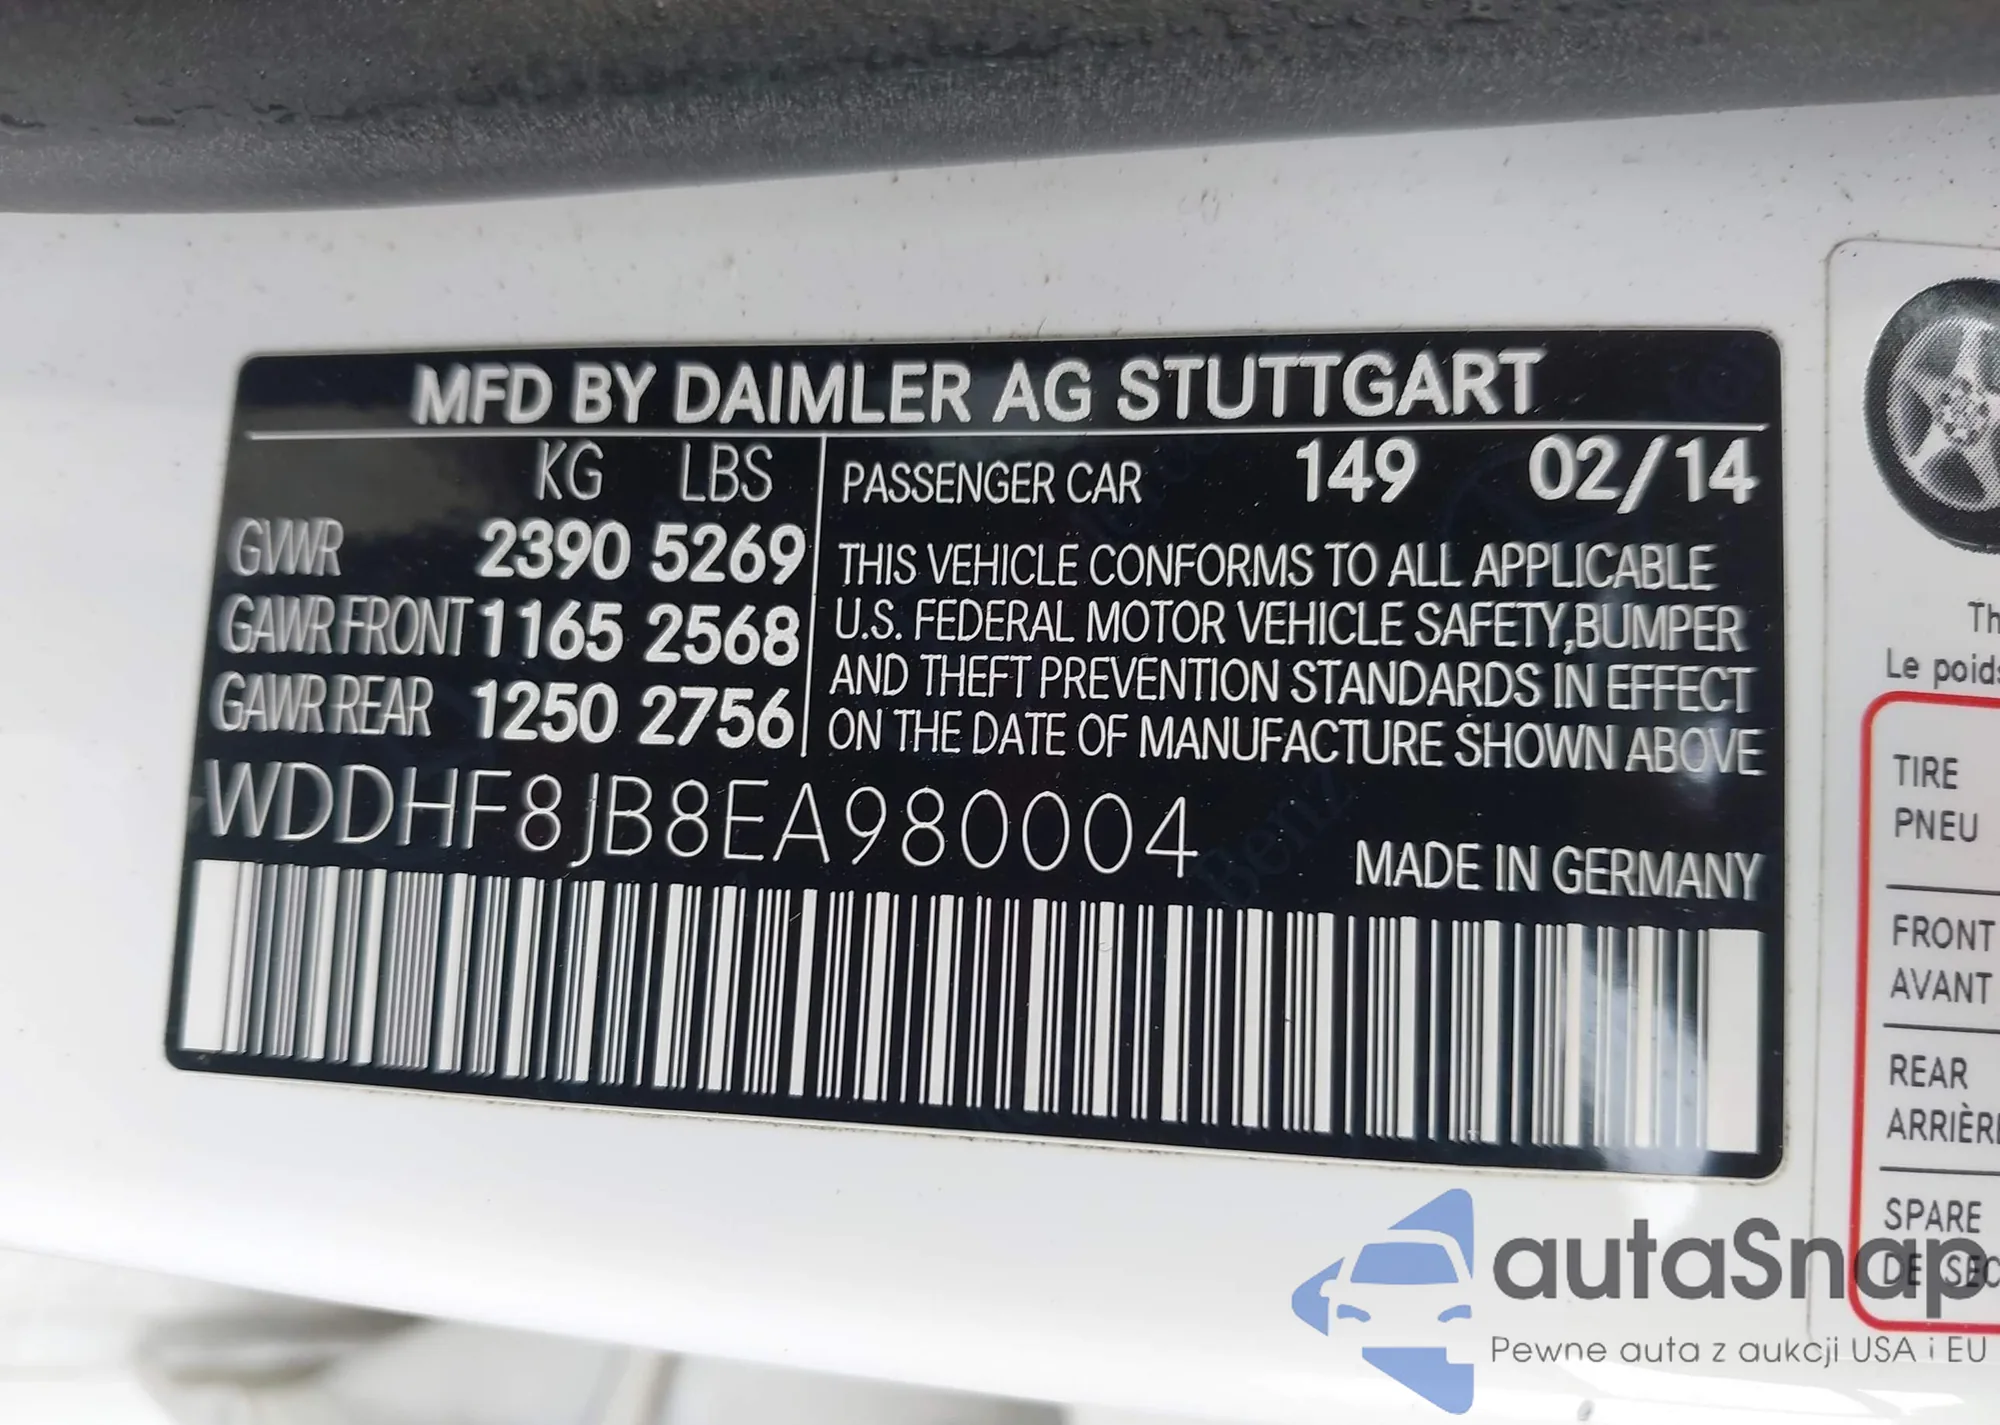 MFD BY DAIMLER AG STUTTGART
KG LBS
GVWR 2390 5269
GAWR FRONT 1165 2568
GAWR REAR 1250 2756
PASSENGER CAR 149 02/14
THIS VEHICLE CONFORMS TO ALL APPLICABLE
U.S. FEDERAL MOTOR VEHICLE SAFETY,BUMPER
AND THEFT PREVENTION STANDARDS IN EFFECT
ON THE DATE OF MANUFACTURE SHOWN ABOVE
WDDHF8JB8EA980004
MADE IN GERMANY
Le
TIRE
PNEU
FRONT
AVANT
REAR
SPARE
autaSnap
Pewne auta z aukcji USA i EU